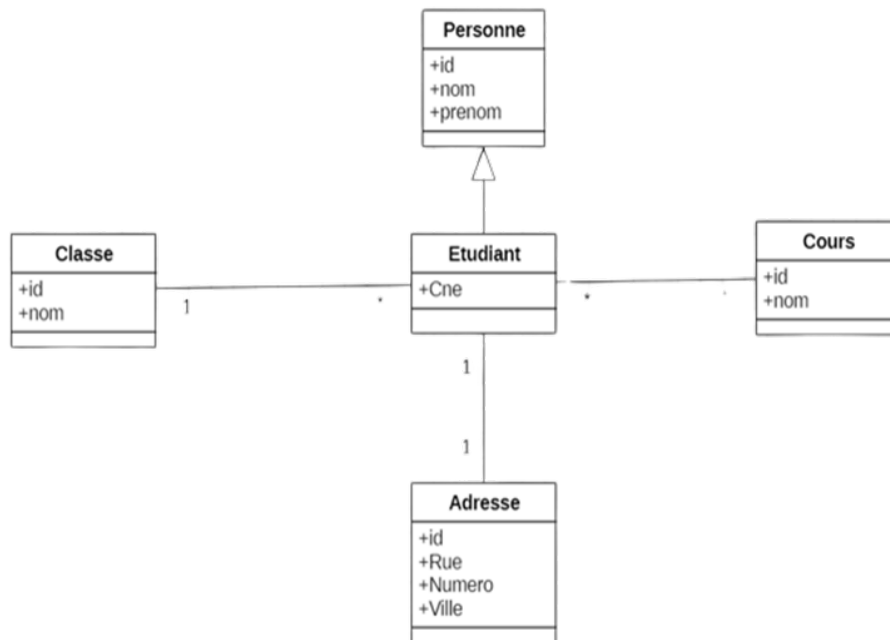 Personne
+id
+nom
+prenom
Classe
+id
+nom
1
*
Etudiant
+Cne
*
Cours
+id
+nom
1
1
Adresse
+id
+Rue
+Numero
+Ville